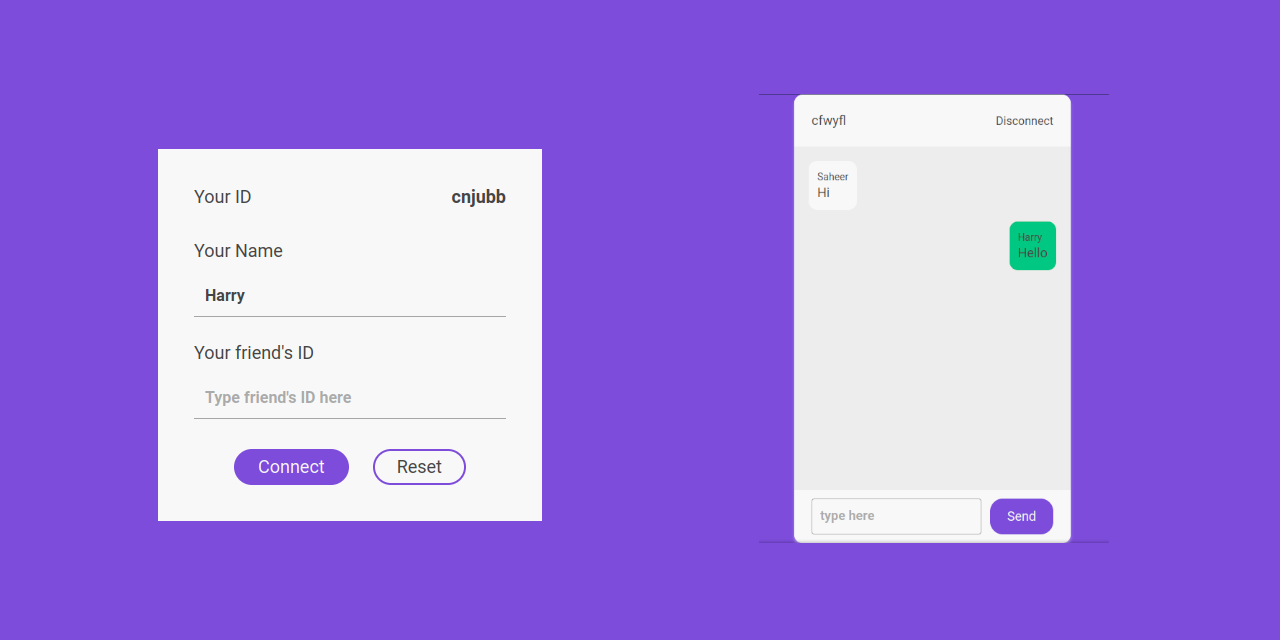 Your ID cnjubb
Your Name
Harry
Your friend's ID
Type friend's ID here
Connect Reset
cfwyfl Disconnect
Saheer
Hi
Harry
Hello
type here Send